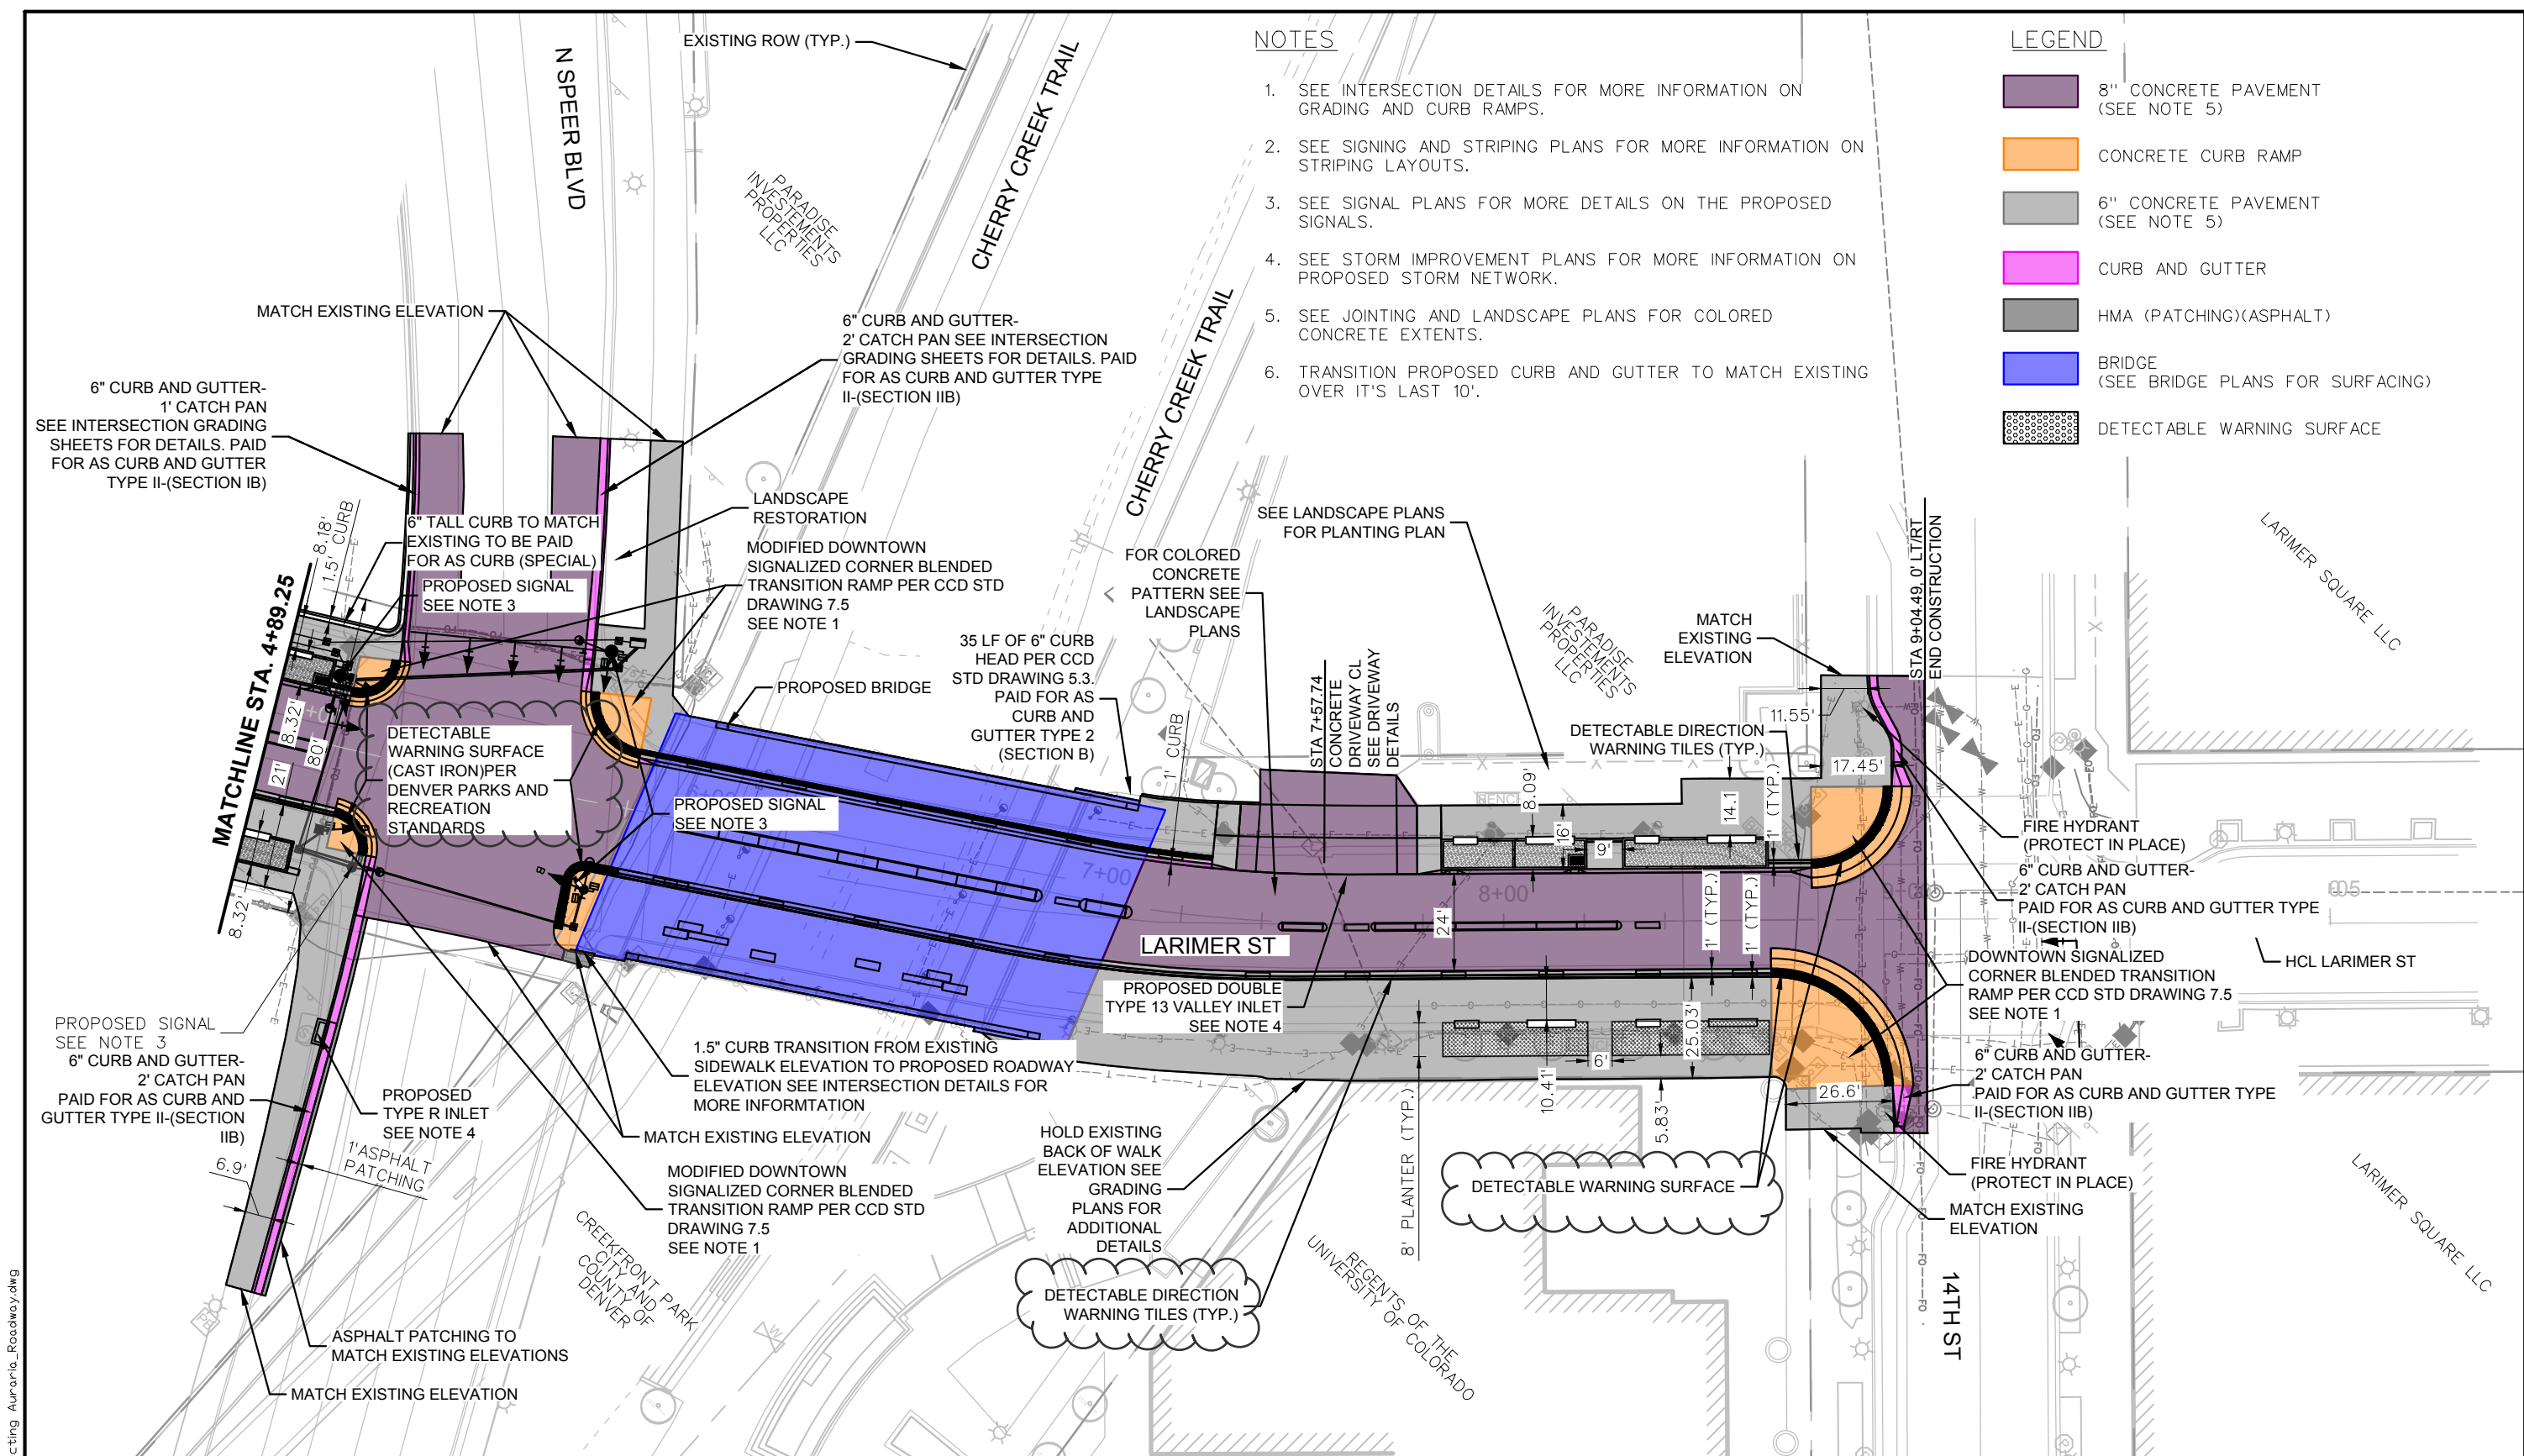 EXISTING ROW (TYP.)
N SPEER BLVD
CHERRY CREEK TRAIL
CHERRY CREEK TRAIL
PARADISE
INVESTEMENTS
PROPERTIES
LLC
NOTES
1. SEE INTERSECTION DETAILS FOR MORE INFORMATION ON
GRADING AND CURB RAMPS.
2. SEE SIGNING AND STRIPING PLANS FOR MORE INFORMATION ON
STRIPING LAYOUTS.
3. SEE SIGNAL PLANS FOR MORE DETAILS ON THE PROPOSED
SIGNALS.
4. SEE STORM IMPROVEMENT PLANS FOR MORE INFORMATION ON
PROPOSED STORM NETWORK.
5. SEE JOINTING AND LANDSCAPE PLANS FOR COLORED
CONCRETE EXTENTS.
6. TRANSITION PROPOSED CURB AND GUTTER TO MATCH EXISTING
OVER IT'S LAST 10'.
LEGEND
8" CONCRETE PAVEMENT
(SEE NOTE 5)
CONCRETE CURB RAMP
6" CONCRETE PAVEMENT
(SEE NOTE 5)
CURB AND GUTTER
HMA (PATCHING)(ASPHALT)
BRIDGE
(SEE BRIDGE PLANS FOR SURFACING)
DETECTABLE WARNING SURFACE
MATCH EXISTING ELEVATION
6" CURB AND GUTTER-
1' CATCH PAN
SEE INTERSECTION GRADING
SHEETS FOR DETAILS. PAID
FOR AS CURB AND GUTTER
TYPE II-(SECTION IB)
6" CURB AND GUTTER-
2' CATCH PAN SEE INTERSECTION
GRADING SHEETS FOR DETAILS. PAID
FOR AS CURB AND GUTTER TYPE
II-(SECTION IIB)
8.18'
1.5' CURB
6" TALL CURB TO MATCH
EXISTING TO BE PAID
FOR AS CURB (SPECIAL)
PROPOSED SIGNAL
SEE NOTE 3
LANDSCAPE
RESTORATION
MODIFIED DOWNTOWN
SIGNALIZED CORNER BLENDED
TRANSITION RAMP PER CCD STD
DRAWING 7.5
SEE NOTE 1
PROPOSED BRIDGE
35 LF OF 6" CURB
HEAD PER CCD
STD DRAWING 5.3.
PAID FOR AS
CURB AND
GUTTER TYPE 2
(SECTION B)
FOR COLORED
CONCRETE
PATTERN SEE
LANDSCAPE
PLANS
SEE LANDSCAPE PLANS
FOR PLANTING PLAN
1' CURB
STA 7+57.74
CONCRETE
DRIVEWAY CL
SEE DRIVEWAY
DETAILS
PARADISE
INVESTEMENTS
PROPERTIES
LLC
MATCH
EXISTING
ELEVATION
STA 9+04.49, 0' LT/RT
END CONSTRUCTION
LARIMER SQUARE LLC
DETECTABLE DIRECTION
WARNING TILES (TYP.)
11.55'
17.45'
1' (TYP.)
14.1
8.09'
16'
9'
BENCH
24'
1' (TYP.)
1' (TYP.)
7+00
8+00
MATCHLINE STA. 4+89.25
8.32'
80'
21'
8.32'
DETECTABLE
WARNING SURFACE
(CAST IRON)PER
DENVER PARKS AND
RECREATION
STANDARDS
PROPOSED SIGNAL
SEE NOTE 3
LARIMER ST
FIRE HYDRANT
(PROTECT IN PLACE)
6" CURB AND GUTTER-
2' CATCH PAN
PAID FOR AS CURB AND GUTTER TYPE
II-(SECTION IIB)
HCL LARIMER ST
DOWNTOWN SIGNALIZED
CORNER BLENDED TRANSITION
RAMP PER CCD STD DRAWING 7.5
SEE NOTE 1
6" CURB AND GUTTER-
2' CATCH PAN
PAID FOR AS CURB AND GUTTER TYPE
II-(SECTION IIB)
FIRE HYDRANT
(PROTECT IN PLACE)
MATCH EXISTING
ELEVATION
PROPOSED DOUBLE
TYPE 13 VALLEY INLET
SEE NOTE 4
25.03'
6'
10.41'
5.83'
26.6'
8' PLANTER (TYP.)
PROPOSED SIGNAL
SEE NOTE 3
6" CURB AND GUTTER-
2' CATCH PAN
PAID FOR AS CURB AND
GUTTER TYPE II-(SECTION
IIB)
PROPOSED
TYPE R INLET
SEE NOTE 4
1'ASPHALT
PATCHING
6.9'
1.5" CURB TRANSITION FROM EXISTING
SIDEWALK ELEVATION TO PROPOSED ROADWAY
ELEVATION SEE INTERSECTION DETAILS FOR
MORE INFORMTATION
MATCH EXISTING ELEVATION
MODIFIED DOWNTOWN
SIGNALIZED CORNER BLENDED
TRANSITION RAMP PER CCD STD
DRAWING 7.5
SEE NOTE 1
HOLD EXISTING
BACK OF WALK
ELEVATION SEE
GRADING
PLANS FOR
ADDITIONAL
DETAILS
DETECTABLE WARNING SURFACE
DETECTABLE DIRECTION
WARNING TILES (TYP.)
CREEKFRONT PARK
CITY AND
COUNTY OF
DENVER
REGENTS OF THE
UNIVERSITY OF COLORADO
14TH ST
LARIMER SQUARE LLC
ASPHALT PATCHING TO
MATCH EXISTING ELEVATIONS
MATCH EXISTING ELEVATION
cting Auraria_Roadway.dwg